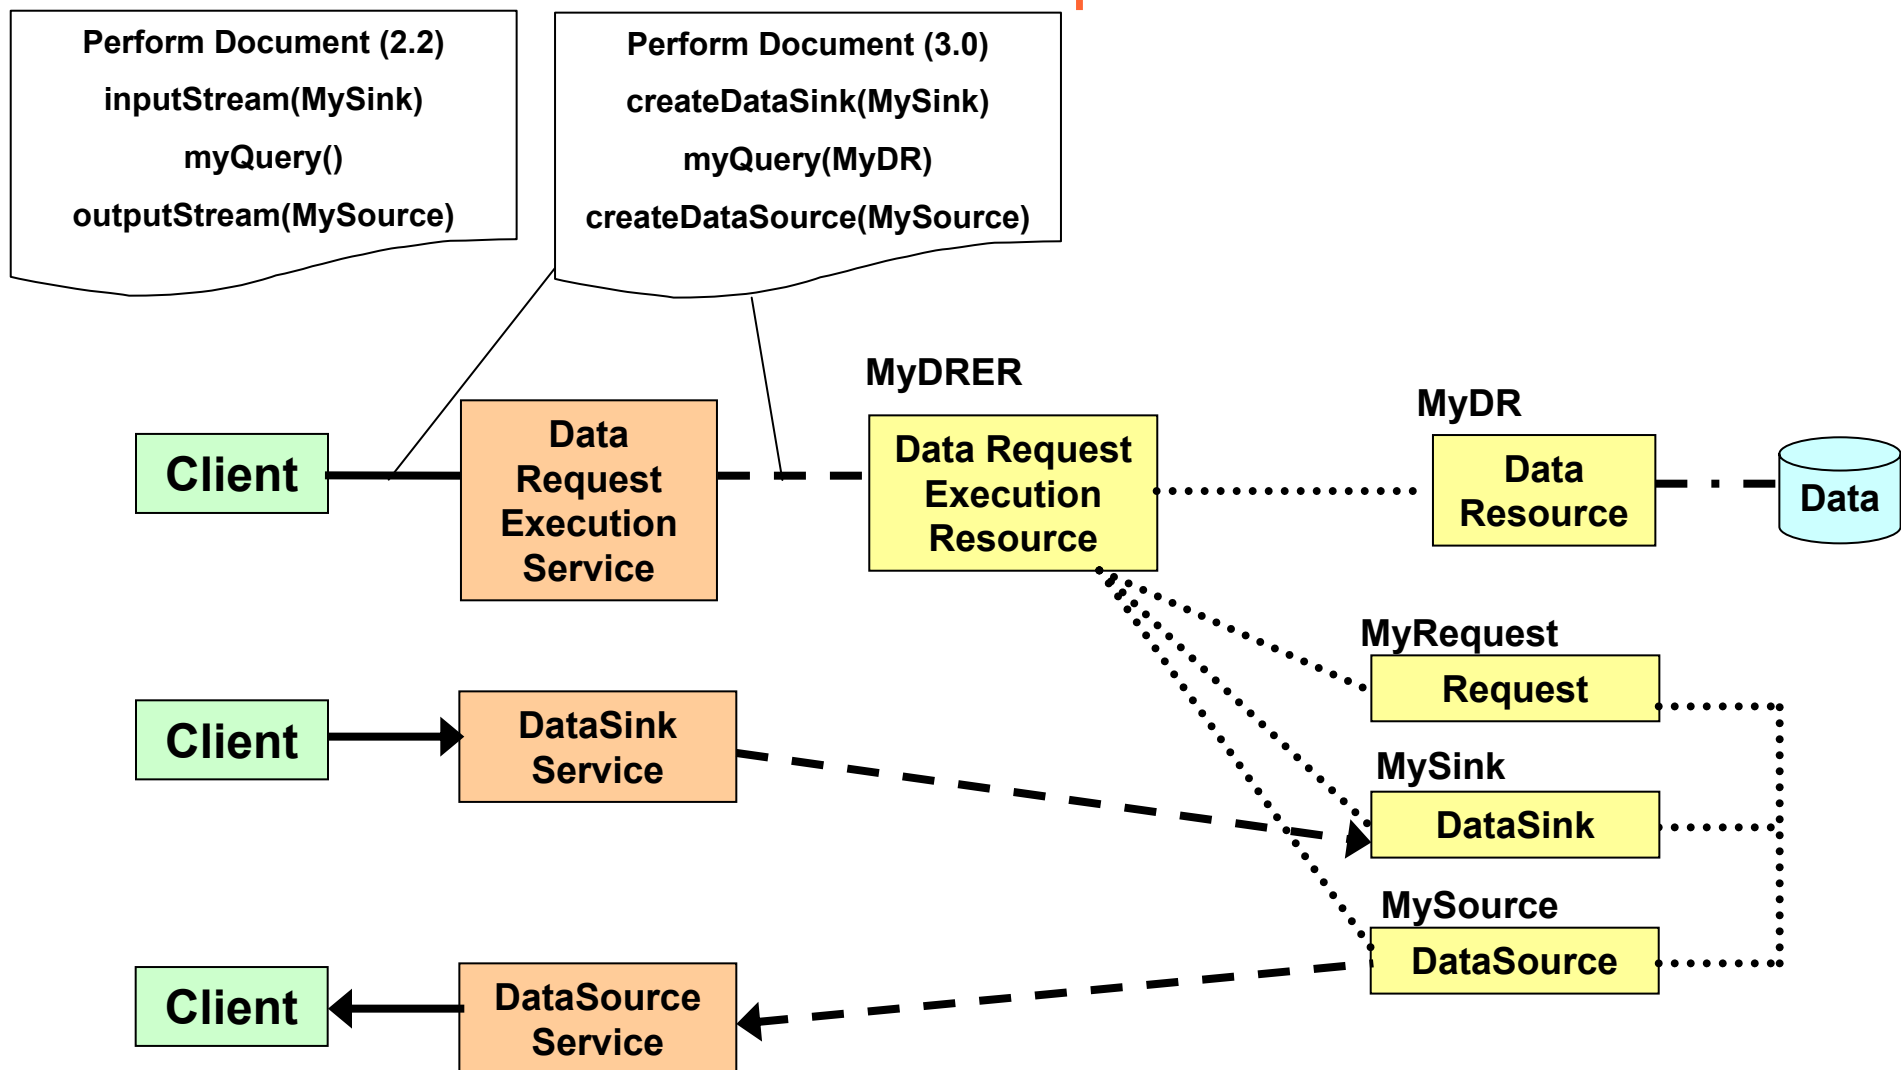 Perform Document (2.2)
inputStream(MySink)
myQuery()
outputStream(MySource)
Perform Document (3.0)
createDataSink(MySink)
myQuery(MyDR)
createDataSource(MySource)
MyDRER
MyDR
Client
Data
Request
Execution
Service
Data Request
Execution
Resource
Data
Resource
Data
MyRequest
Request
Client
DataSink
Service
MySink
DataSink
MySource
DataSource
Client
DataSource
Service